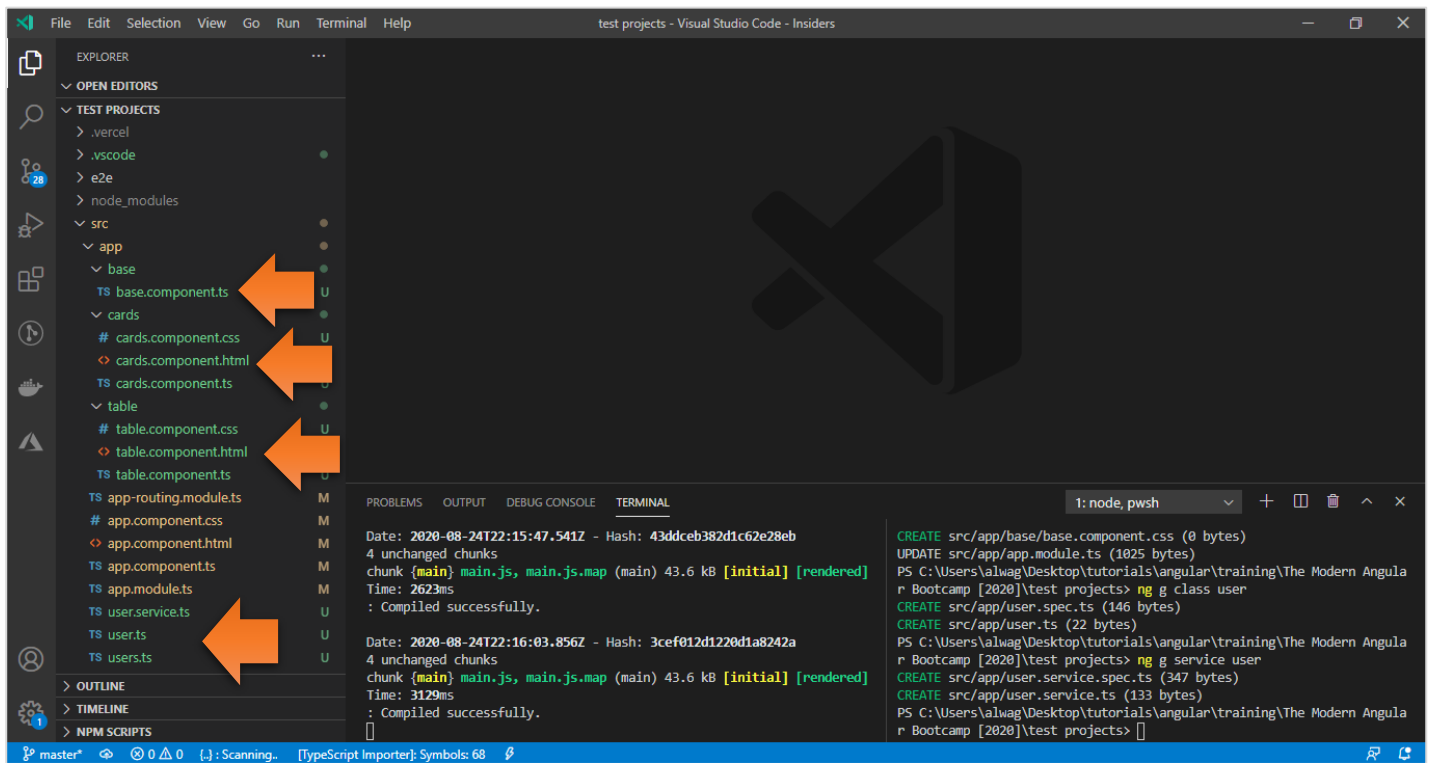 File Edit Selection View Go Run Terminal Help test projects - Visual Studio Code - Insiders
EXPLORER
OPEN EDITORS
TEST PROJECTS
.vercel
.vscode
e2e
28
node_modules
src
app
base
TS base.component.ts U
cards
# cards.component.css U
<> cards.component.html
TS cards.component.ts U
table
# table.component.css U
<> table.component.html
TS table.component.ts U
TS app-routing.module.ts M
# app.component.css M
<> app.component.html M
TS app.component.ts M
TS app.module.ts M
TS user.service.ts U
TS user.ts U
TS users.ts U
OUTLINE
TIMELINE
1
NPM SCRIPTS
PROBLEMS OUTPUT DEBUG CONSOLE TERMINAL 1: node, pwsh
Date: 2020-08-24T22:15:47.541Z - Hash: 43ddceb382d1c62e28eb
4 unchanged chunks
chunk {main} main.js, main.js.map (main) 43.6 kB [initial] [rendered]
Time: 2623ms
: Compiled successfully.
Date: 2020-08-24T22:16:03.856Z - Hash: 3cef012d1220d1a8242a
4 unchanged chunks
chunk {main} main.js, main.js.map (main) 43.6 kB [initial] [rendered]
Time: 3129ms
: Compiled successfully.
CREATE src/app/base/base.component.css (0 bytes)
UPDATE src/app/app.module.ts (1025 bytes)
PS C:\Users\alwag\Desktop\tutorials\angular\training\The Modern Angula
r Bootcamp [2020]\test projects> ng g class user
CREATE src/app/user.spec.ts (146 bytes)
CREATE src/app/user.ts (22 bytes)
PS C:\Users\alwag\Desktop\tutorials\angular\training\The Modern Angula
r Bootcamp [2020]\test projects> ng g service user
CREATE src/app/user.service.spec.ts (347 bytes)
CREATE src/app/user.service.ts (133 bytes)
PS C:\Users\alwag\Desktop\tutorials\angular\training\The Modern Angula
r Bootcamp [2020]\test projects>
master* 0 0 {..} : Scanning.. [TypeScript Importer]: Symbols: 68